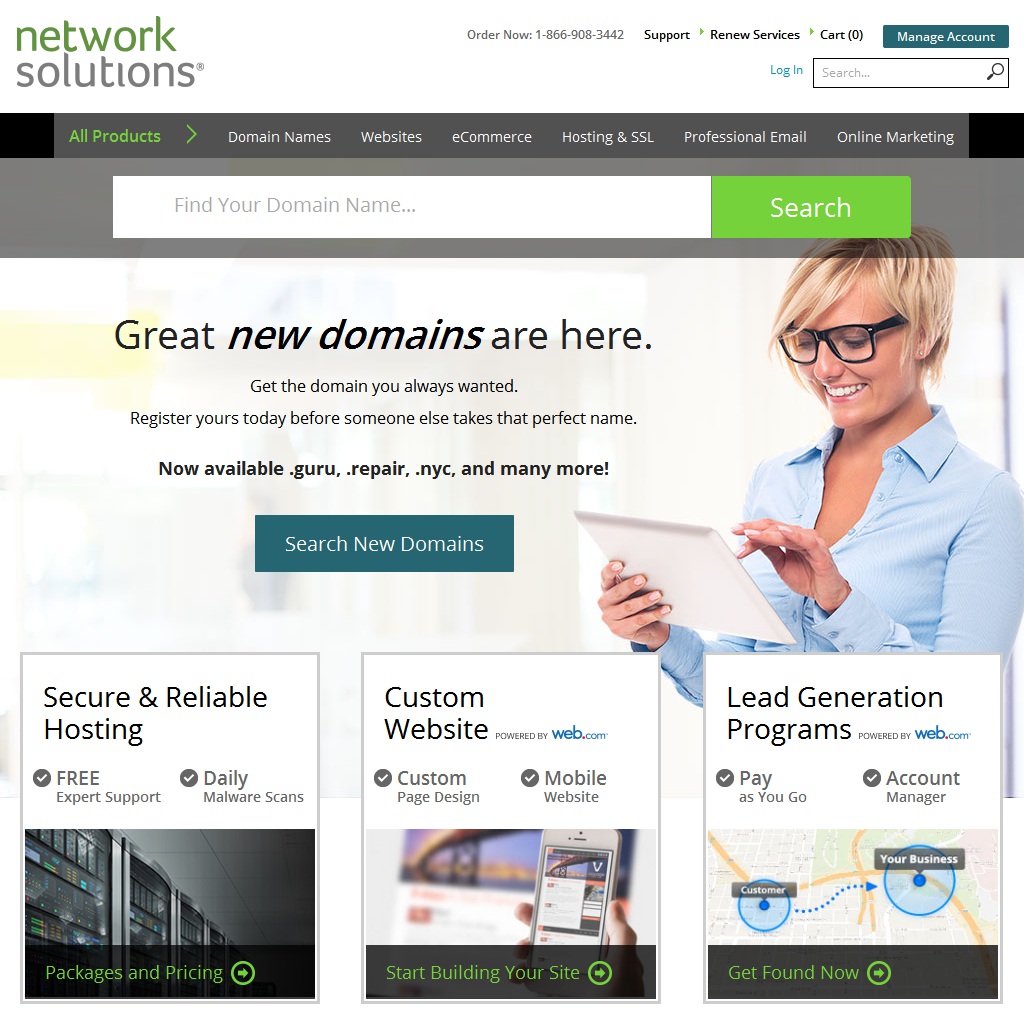 network
solutions®
Order Now: 1-866-908-3442 Support Renew Services Cart (0) Manage Account
Log In Search...
All Products Domain Names Websites eCommerce Hosting & SSL Professional Email Online Marketing
Find Your Domain Name... Search
Great new domains are here.
Get the domain you always wanted.
Register yours today before someone else takes that perfect name.
Now available .guru, .repair, .nyc, and many more!
Search New Domains
Secure & Reliable
Hosting
FREE Daily
Expert Support Malware Scans
Packages and Pricing
Custom
Website POWERED BY web.com
Custom Mobile
Page Design Website
Start Building Your Site
Lead Generation
Programs POWERED BY web.com
Pay Account
as You Go Manager
Your Business
Customer
Get Found Now